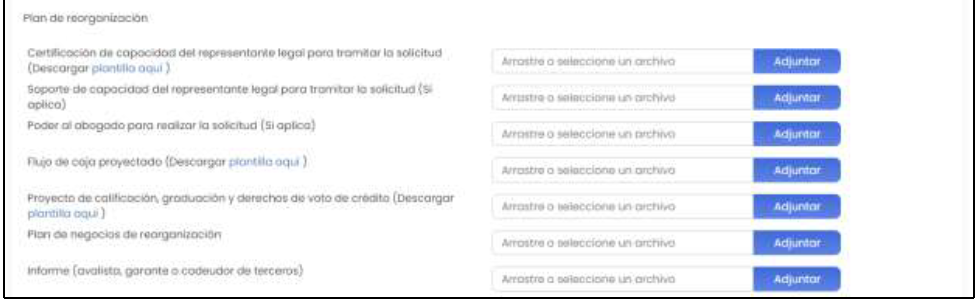 Plan de reorganización
Certificación de capacidad del representante legal para tramitar la solicitud
(Descargar plantilla aquí )
Arrastre o seleccione un archivo
Adjuntar
Soporte de capacidad del representante legal para tramitar la solicitud (Si
aplica)
Arrastre o seleccione un archivo
Adjuntar
Poder al abogado para realizar la solicitud (Si aplica)
Arrastre o seleccione un archivo
Adjuntar
Flujo de caja proyectado (Descargar plantilla aquí )
Arrastre o seleccione un archivo
Adjuntar
Proyecto de calificación, graduación y derechos de voto de crédito (Descargar
plantilla aquí )
Arrastre o seleccione un archivo
Adjuntar
Plan de negocios de reorganización
Arrastre o seleccione un archivo
Adjuntar
Informe (avalista, garante o codeudor de terceros)
Arrastre o seleccione un archivo
Adjuntar